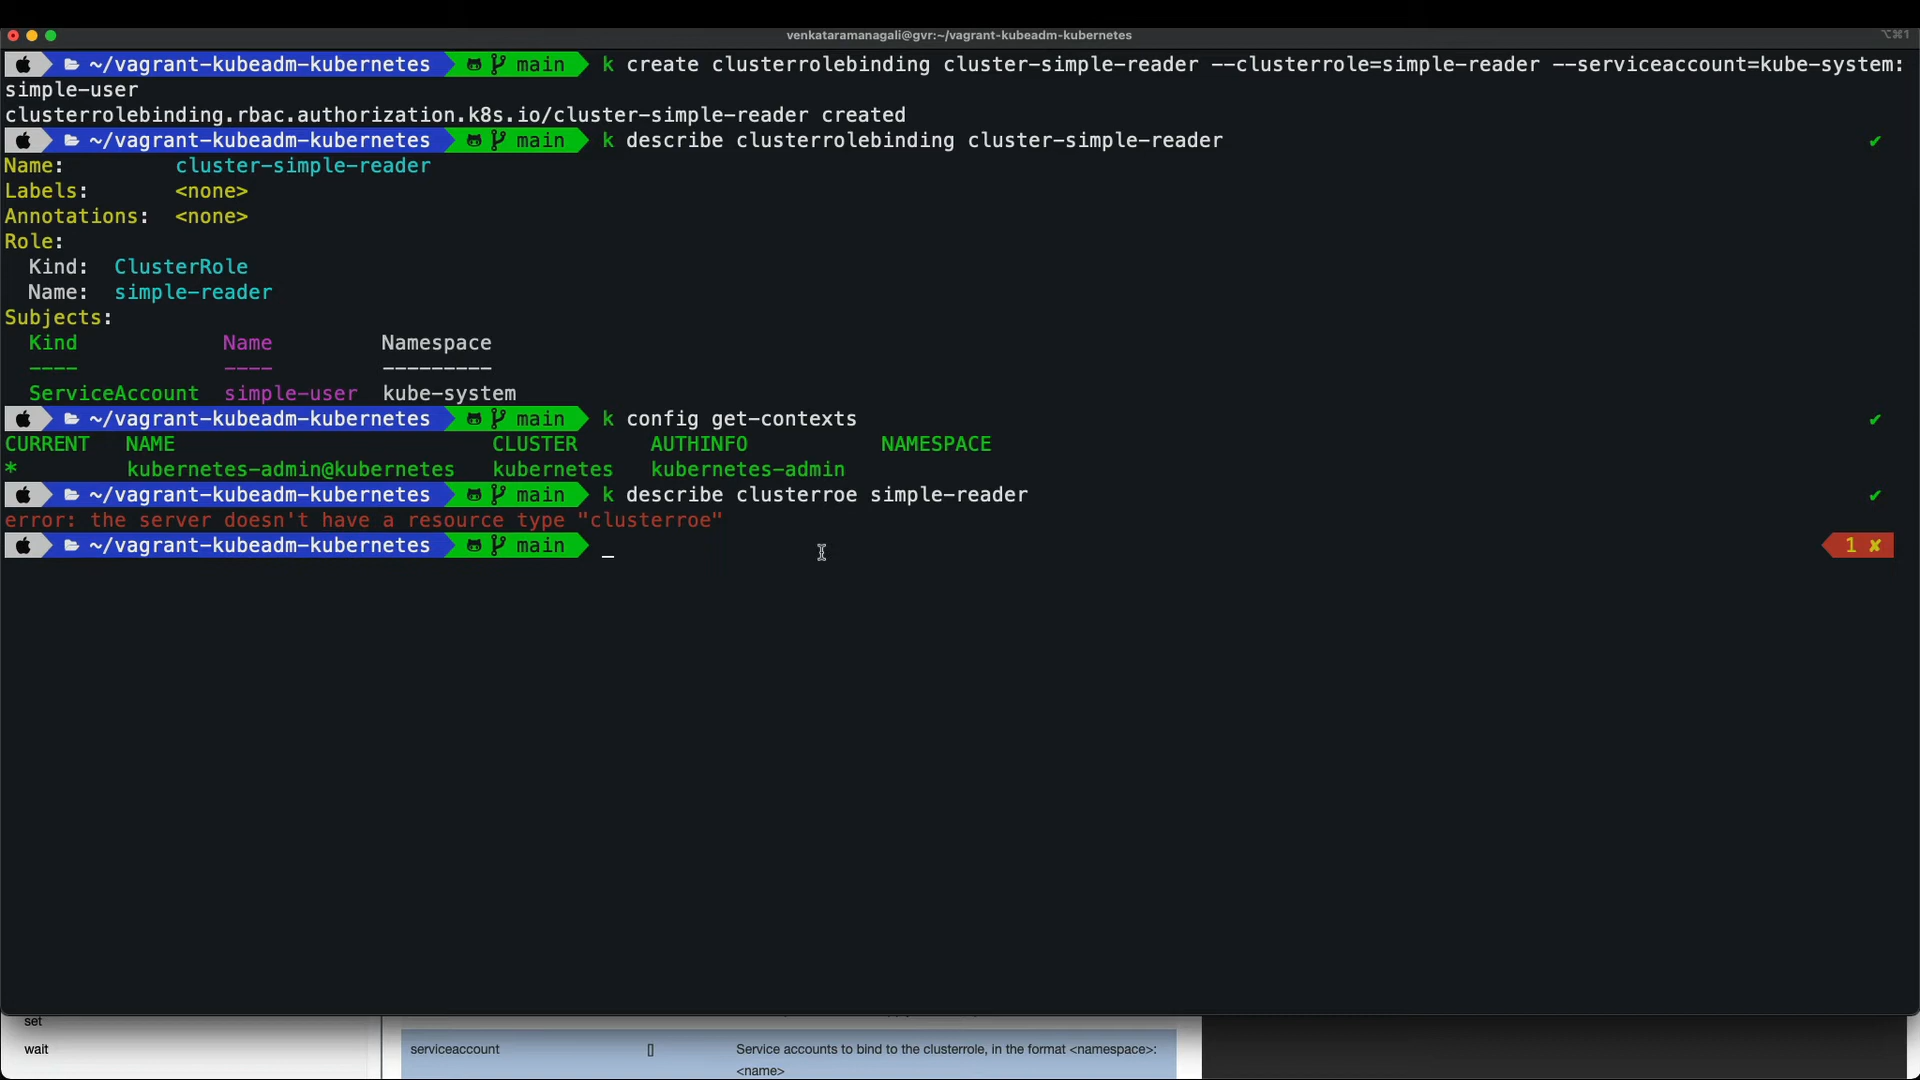 venkataramanagali@gvr:~/vagrant-kubeadm-kubernetes
⌥⌘1
~/vagrant-kubeadm-kubernetes main k create clusterrolebinding cluster-simple-reader --clusterrole=simple-reader --serviceaccount=kube-system:
simple-user
clusterrolebinding.rbac.authorization.k8s.io/cluster-simple-reader created
~/vagrant-kubeadm-kubernetes main k describe clusterrolebinding cluster-simple-reader ✔
Name: cluster-simple-reader
Labels: <none>
Annotations: <none>
Role:
Kind: ClusterRole
Name: simple-reader
Subjects:
Kind Name Namespace
---- ---- ---------
ServiceAccount simple-user kube-system
~/vagrant-kubeadm-kubernetes main k config get-contexts ✔
CURRENT NAME CLUSTER AUTHINFO NAMESPACE
* kubernetes-admin@kubernetes kubernetes kubernetes-admin
~/vagrant-kubeadm-kubernetes main k describe clusterroe simple-reader ✔
error: the server doesn't have a resource type "clusterroe"
~/vagrant-kubeadm-kubernetes main _ 1 ✘
set
wait
serviceaccount [] Service accounts to bind to the clusterrole, in the format <namespace>:
<name>